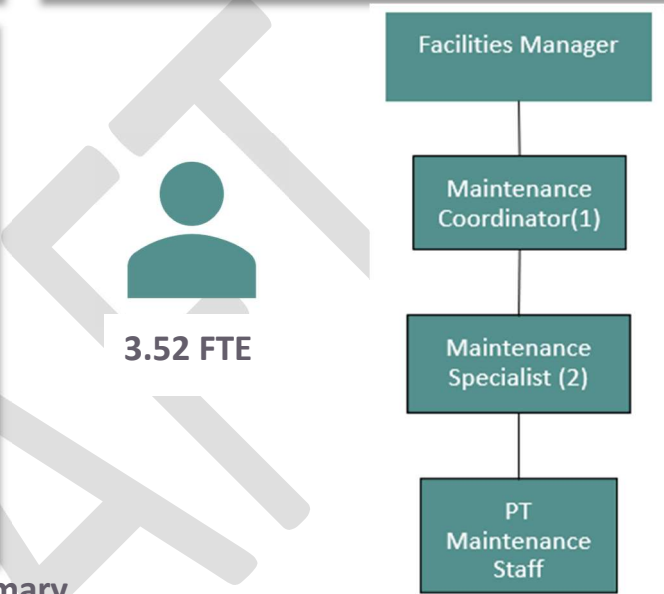 Facilities Manager
Maintenance
Coordinator(1)
3.52 FTE
Maintenance
Specialist (2)
PT
Maintenance
Staff